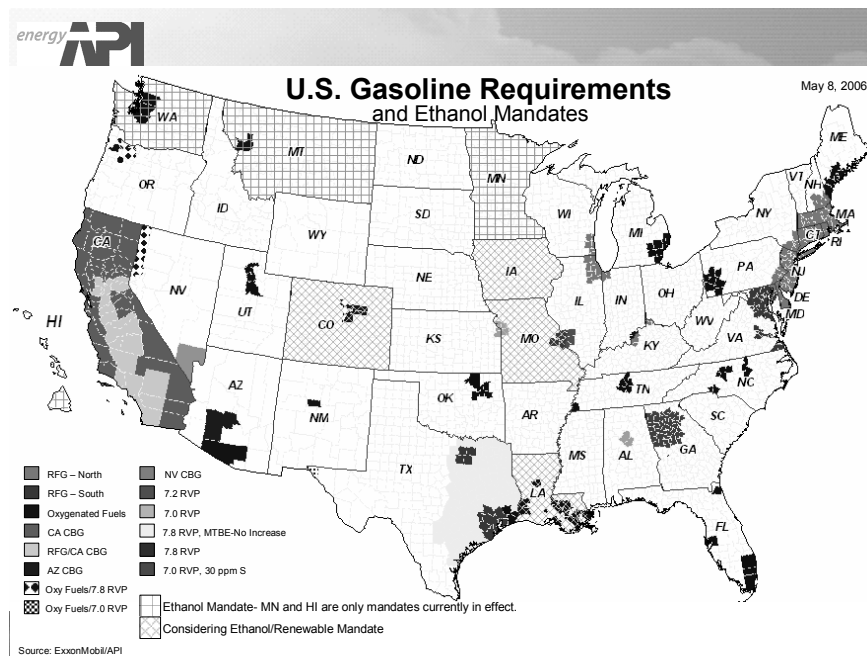 energy API
U.S. Gasoline Requirements
and Ethanol Mandates
May 8, 2006
WA
MT
ND
MN
ME
VT
NH
OR
ID
SD
WI
MI
NY
MA
CT
RI
WY
CA
NV
UT
NE
IA
PA
NJ
IL
IN
OH
DE
MD
HI
CO
KS
MO
WV
VA
KY
AZ
NM
OK
AR
TN
NC
SC
TX
LA
MS
AL
GA
FL
RFG – North
RFG – South
Oxygenated Fuels
CA CBG
RFG/CA CBG
AZ CBG
Oxy Fuels/7.8 RVP
Oxy Fuels/7.0 RVP
NV CBG
7.2 RVP
7.0 RVP
7.8 RVP, MTBE-No Increase
7.8 RVP
7.0 RVP, 30 ppm S
Ethanol Mandate- MN and HI are only mandates currently in effect.
Considering Ethanol/Renewable Mandate
Source: ExxonMobil/API